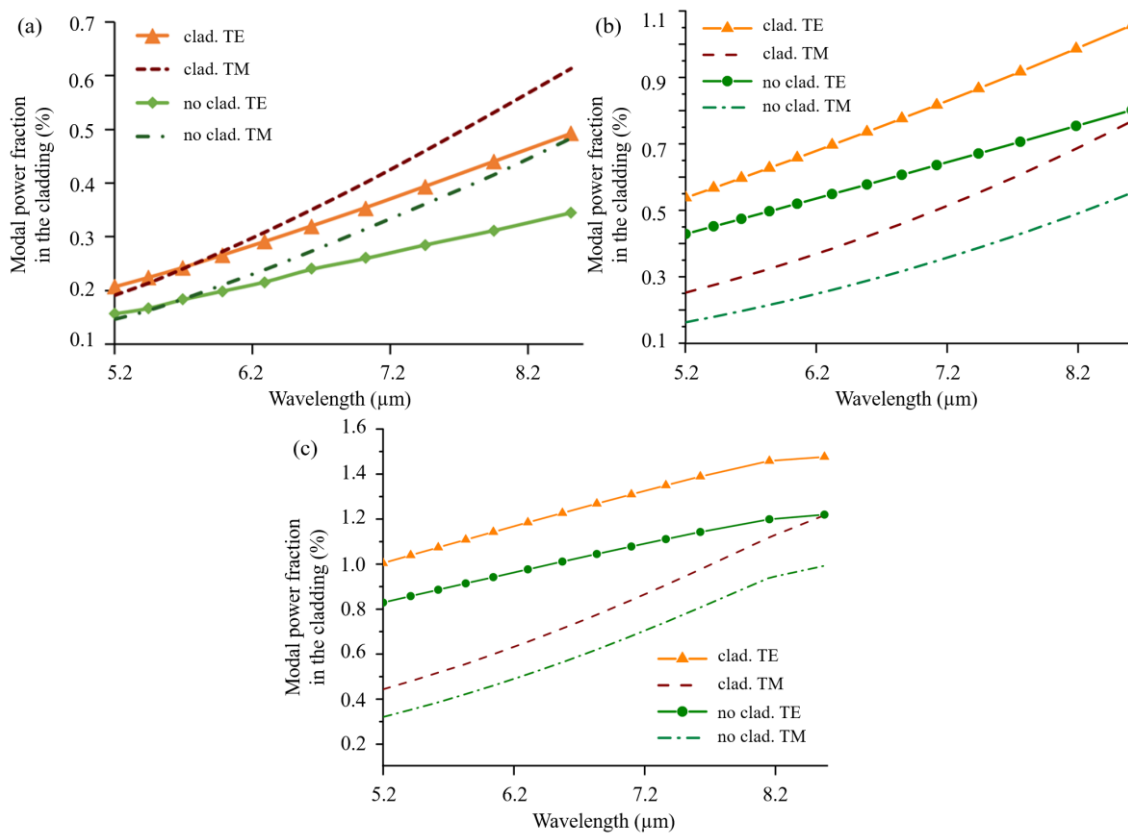 (a)
0.7
0.6
0.5
0.4
0.3
0.2
0.1
Modal power fraction
in the cladding (%)
clad. TE
clad. TM
no clad. TE
no clad. TM
5.2
6.2
7.2
8.2
Wavelength (µm)
(b)
1.1
0.9
0.7
0.5
0.3
0.1
Modal power fraction
in the cladding (%)
clad. TE
clad. TM
no clad. TE
no clad. TM
5.2
6.2
7.2
8.2
Wavelength (µm)
(c)
1.6
1.4
1.2
1.0
0.8
0.6
0.4
0.2
Modal power fraction
in the cladding (%)
clad. TE
clad. TM
no clad. TE
no clad. TM
5.2
6.2
7.2
8.2
Wavelength (µm)